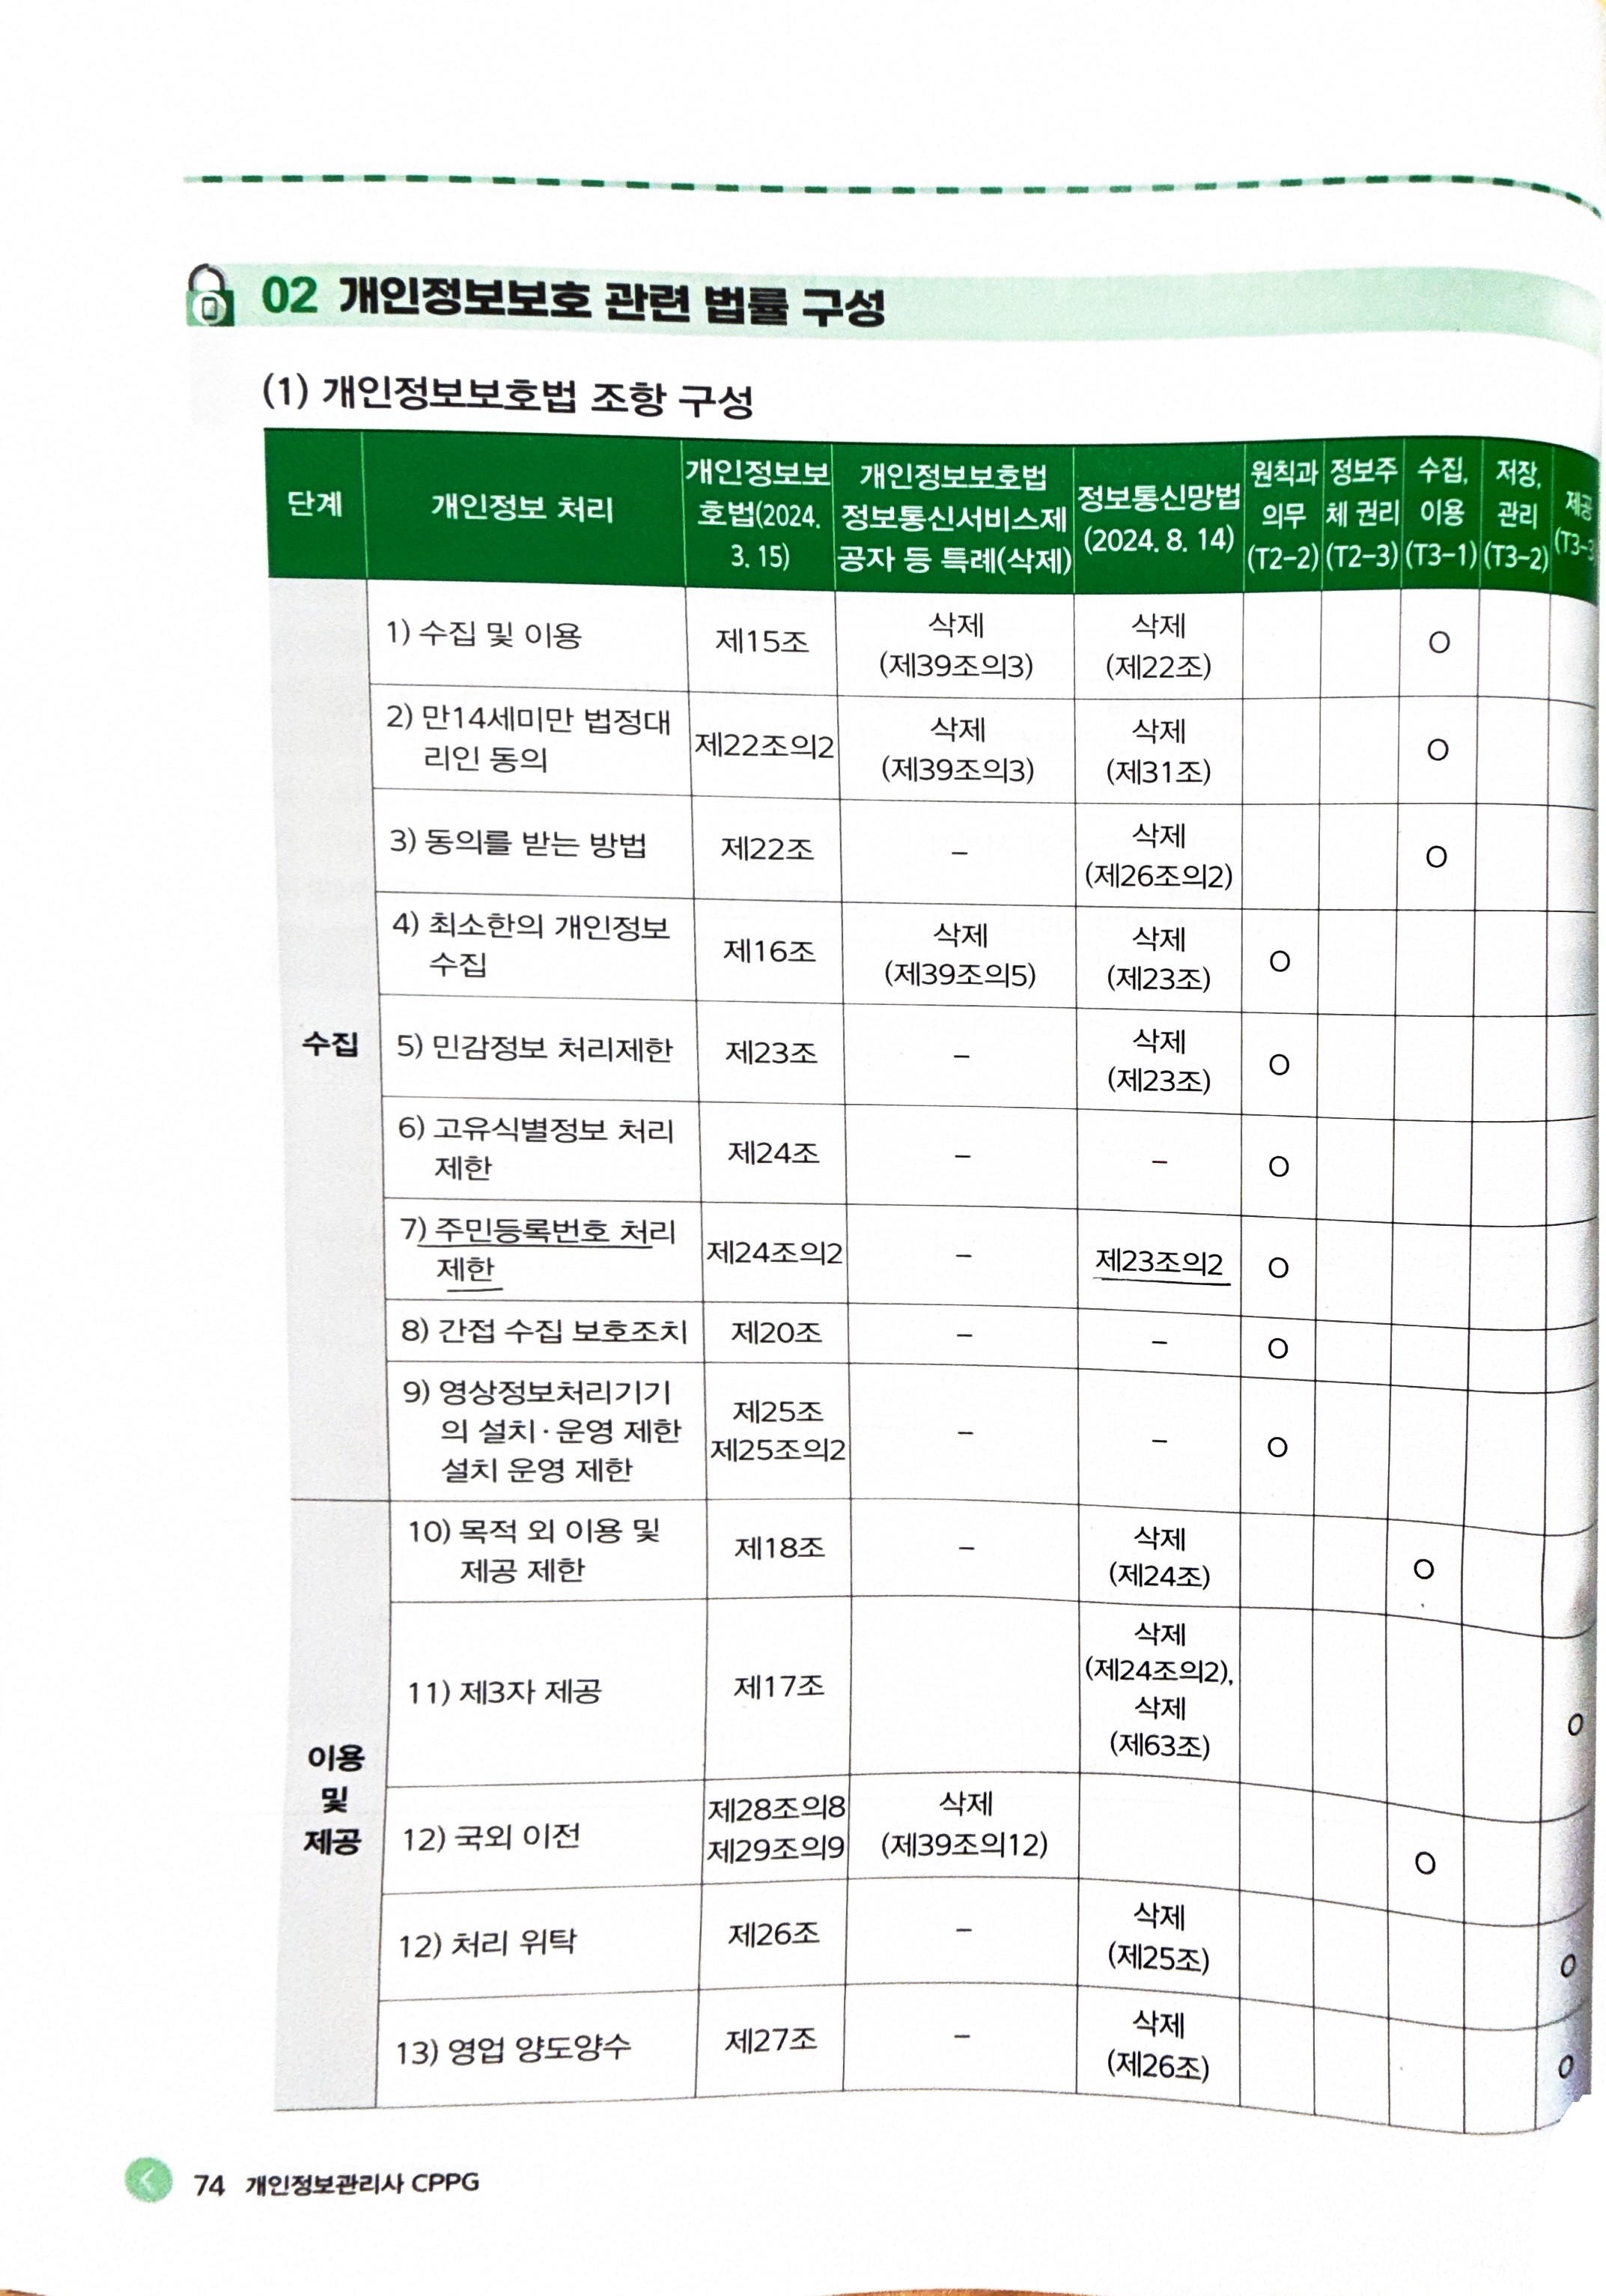 02 개인정보보호 관련 법률 구성
(1) 개인정보보호법 조항 구성
단계
개인정보 처리
개인정보보
호법(2024.
3. 15)
개인정보보호법
정보통신서비스제
공자 등 특례(삭제)
정보통신망법
(2024. 8. 14)
원칙과
의무
(T2-2)
정보주
체 권리
(T2-3)
수집,
이용
(T3-1)
저장,
관리
(T3-2)
제공
(T3-3
수집
1) 수집 및 이용
제15조
삭제
(제39조의3)
삭제
(제22조)
O
2) 만14세미만 법정대
리인 동의
제22조의2
삭제
(제39조의3)
삭제
(제31조)
O
3) 동의를 받는 방법
제22조
–
삭제
(제26조의2)
O
4) 최소한의 개인정보
수집
제16조
삭제
(제39조의5)
삭제
(제23조)
O
5) 민감정보 처리제한
제23조
–
삭제
(제23조)
O
6) 고유식별정보 처리
제한
제24조
–
–
O
7) 주민등록번호 처리
제한
제24조의2
–
제23조의2
O
8) 간접 수집 보호조치
제20조
–
–
O
9) 영상정보처리기기
의 설치·운영 제한
설치 운영 제한
제25조
제25조의2
–
–
O
이용
및
제공
10) 목적 외 이용 및
제공 제한
제18조
–
삭제
(제24조)
O
11) 제3자 제공
제17조
삭제
(제24조의2),
삭제
(제63조)
O
12) 국외 이전
제28조의8
제29조의9
삭제
(제39조의12)
O
12) 처리 위탁
제26조
–
삭제
(제25조)
O
13) 영업 양도양수
제27조
–
삭제
(제26조)
O
74 개인정보관리사 CPPG